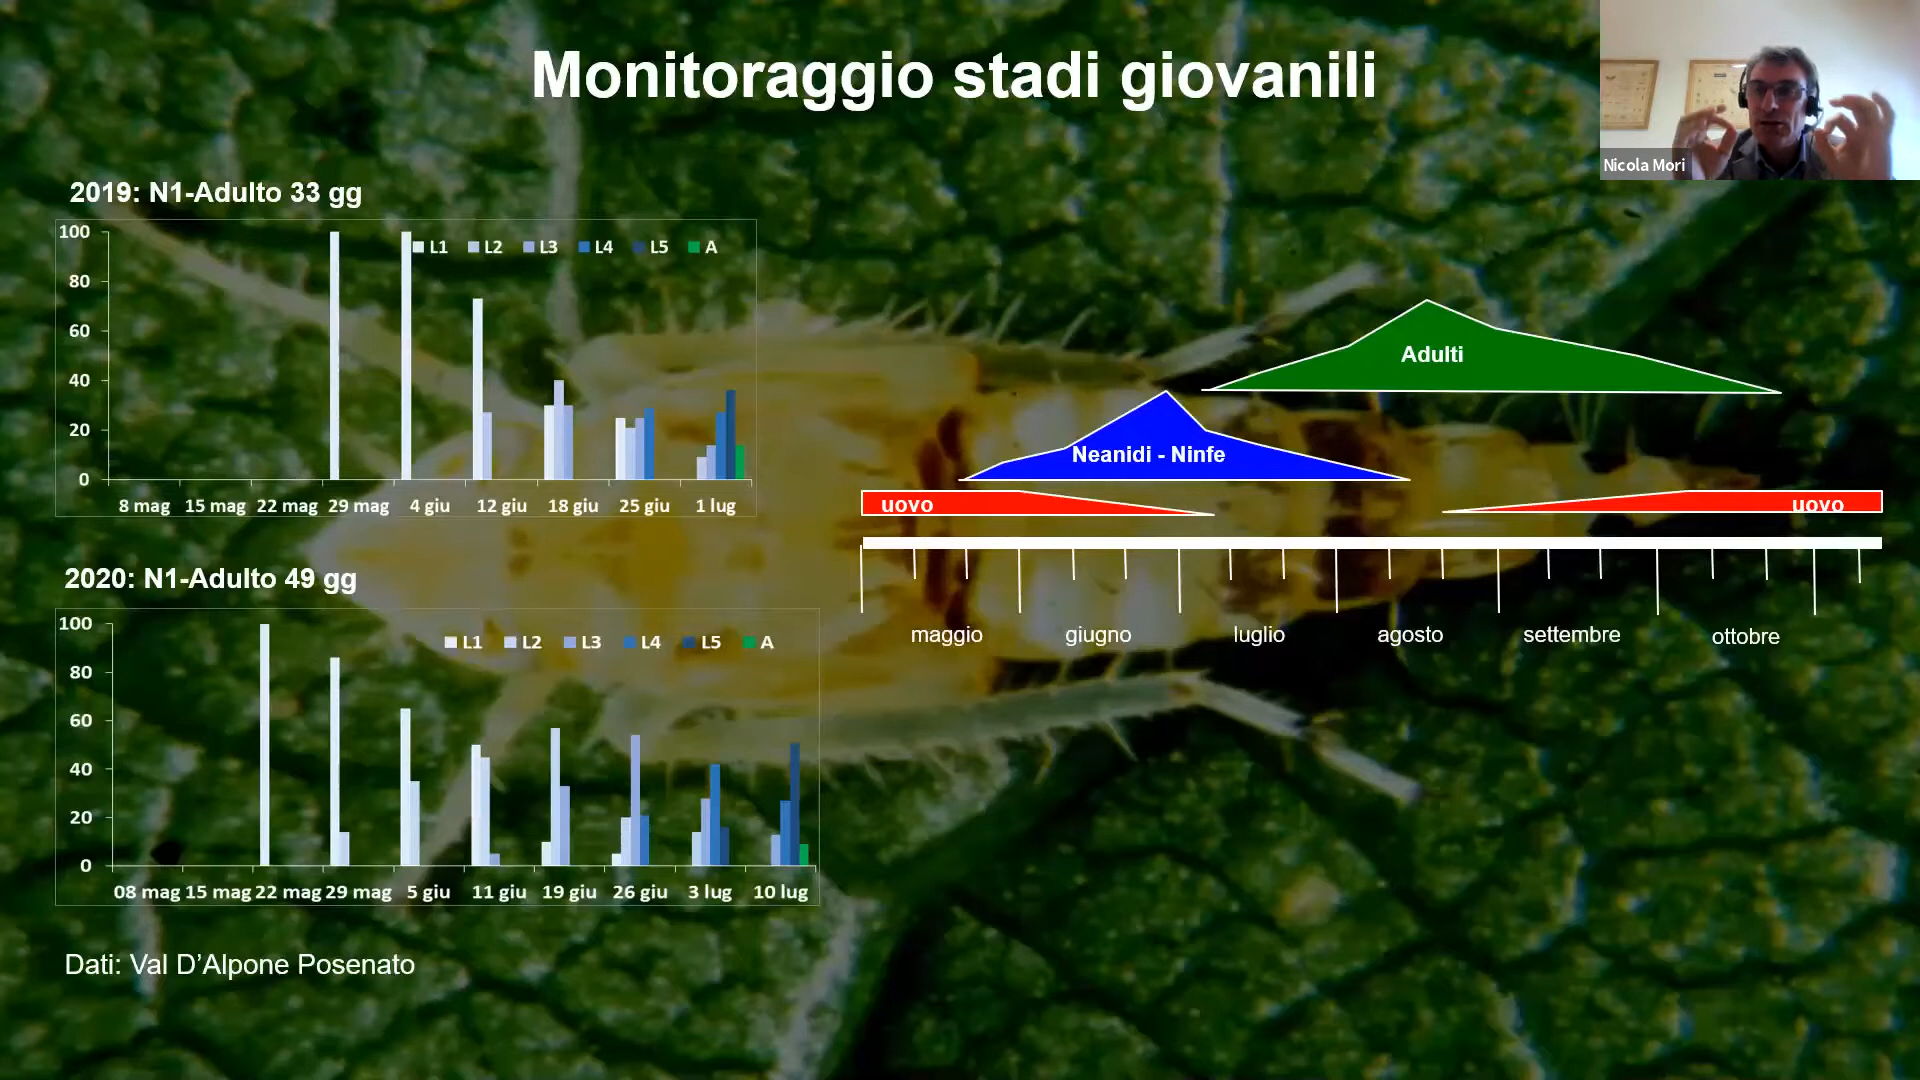 Monitoraggio stadi giovanili
Nicola Mori
2019: N1-Adulto 33 gg
100
80
60
40
20
0
L1 L2 L3 L4 L5 A
8 mag 15 mag 22 mag 29 mag 4 giu 12 giu 18 giu 25 giu 1 lug
2020: N1-Adulto 49 gg
100
80
60
40
20
0
L1 L2 L3 L4 L5 A
08 mag 15 mag 22 mag 29 mag 5 giu 11 giu 19 giu 26 giu 3 lug 10 lug
Dati: Val D’Alpone Posenato
Adulti
Neanidi - Ninfe
uovo uovo
maggio giugno luglio agosto settembre ottobre